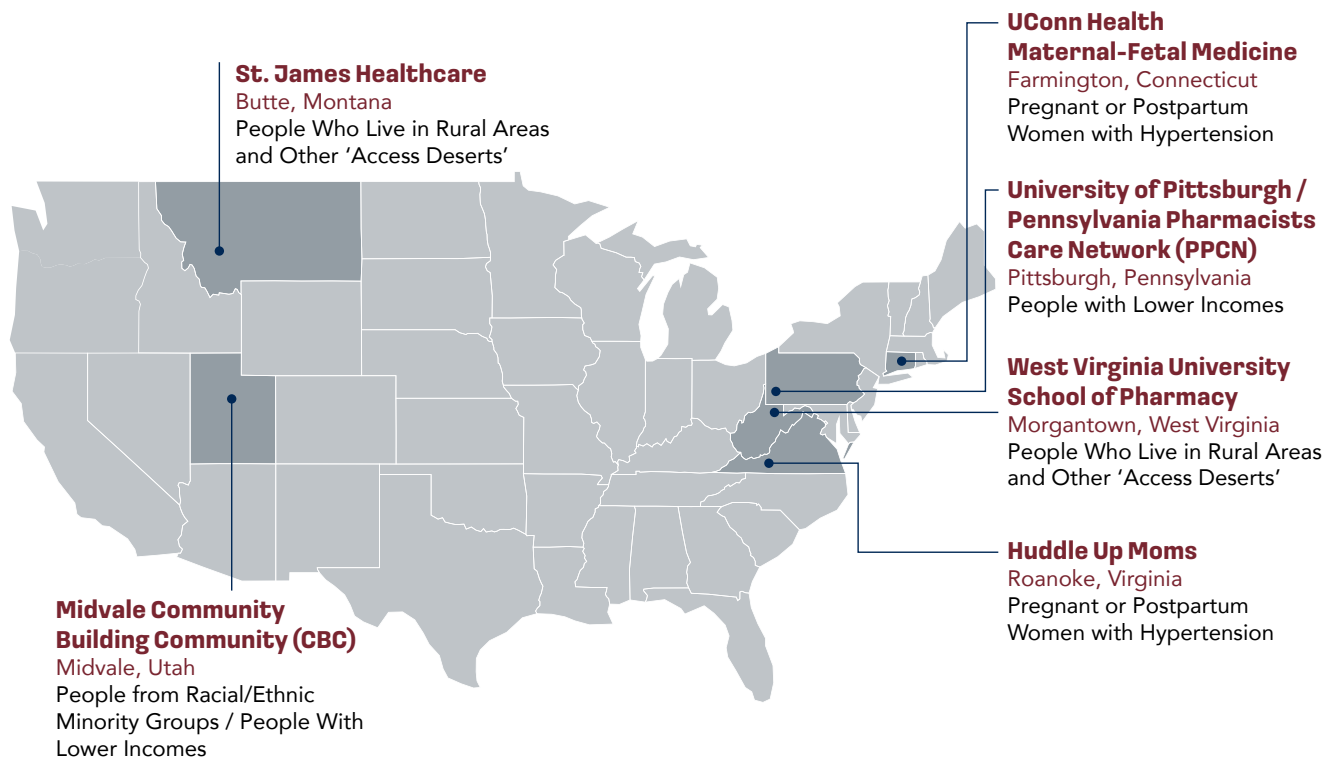 UConn Health
Maternal-Fetal Medicine
Farmington, Connecticut
Pregnant or Postpartum
Women with Hypertension
St. James Healthcare
Butte, Montana
People Who Live in Rural Areas
and Other ‘Access Deserts’
University of Pittsburgh /
Pennsylvania Pharmacists
Care Network (PPCN)
Pittsburgh, Pennsylvania
People with Lower Incomes
West Virginia University
School of Pharmacy
Morgantown, West Virginia
People Who Live in Rural Areas
and Other ‘Access Deserts’
Huddle Up Moms
Roanoke, Virginia
Pregnant or Postpartum
Women with Hypertension
Midvale Community
Building Community (CBC)
Midvale, Utah
People from Racial/Ethnic
Minority Groups / People With
Lower Incomes